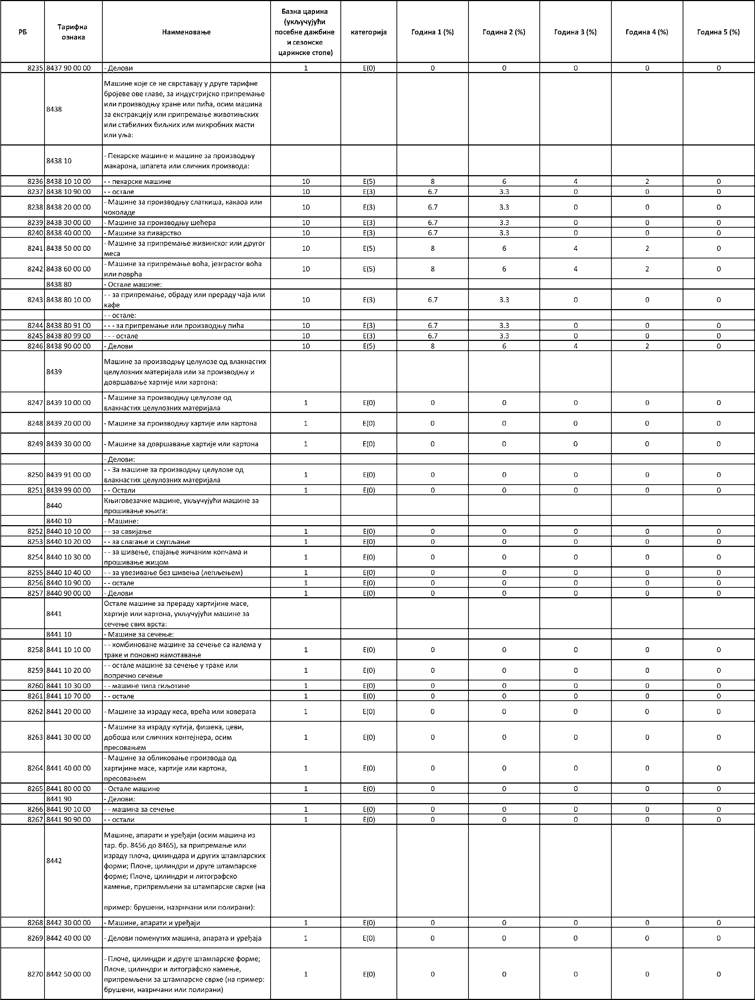 РБ	Тарифна ознака	Наименовање	Базна царина (укључујући посебне дажбине и сезонске царинске стопе)	категорија	Година 1 (%)	Година 2 (%)	Година 3 (%)	Година 4 (%)	Година 5 (%)
8235 8437 90 00 00 - Делови 1 E(0) 0 0 0 0 0
Машине које се не сврставају у друге тарифне
бројеве ове главе, за индустријско припремање
или производњу хране или пића, осим машина
8438
за екстракцију или припремање животињских
или стабилних биљних или микробних масти
или уља:
8438 10
- Пекарске машине и машине за производњу
макарона, шпагета или сличних производа:
8236 8438 10 10 00 - - пекарске машине 10 E(5) 8 6 4 2 0
8237 8438 10 90 00 - - остале 10 E(3) 6.7 3.3 0 0 0
- Машине за производњу слаткиша, какаоа или
чоколаде
8238 8438 20 00 00 10 E(3) 6.7 3.3 0 0 0
8239 8438 30 00 00 - Машине за производњу шећера 10 E(3) 6.7 3.3 0 0 0
8240 8438 40 00 00 - Машине за пиварство 10 E(3) 6.7 3.3 0 0 0
8241 8438 50 00 00 - Машине за припремање живинског или другог
меса 10 E(5) 8 6 4 2 0
8242 8438 60 00 00 - Машине за припремање воћа, језграстог воћа
или поврћа 10 E(5) 8 6 4 2 0
8438 80 - Остале машине:
8243 8438 80 10 00 - - за припремање, обраду или прераду чаја или
кафе 10 E(3) 6.7 3.3 0 0 0
- - остале:
8244 8438 80 91 00 - - - за припремање или производњу пића 10 E(3) 6.7 3.3 0 0 0
8245 8438 80 99 00 - - - остале 10 E(3) 6.7 3.3 0 0 0
8246 8438 90 00 00 - Делови 10 E(5) 8 6 4 2 0
8439 Машине за производњу целулозе од влакнастих
целулозних материјала или за производњу и
довршавање хартије или картона:
8247 8439 10 00 00 - Машине за производњу целулозе од
влакнастих целулозних материјала 1 E(0) 0 0 0 0 0
8248 8439 20 00 00 - Машине за производњу хартије или картона 1 E(0) 0 0 0 0 0
8249 8439 30 00 00 - Машине за довршавање хартије или картона 1 E(0) 0 0 0 0 0
- Делови:
8250 8439 91 00 00 - - За машине за производњу целулозе од
влакнастих целулозних материјала 1 E(0) 0 0 0 0 0
8251 8439 99 00 00 - - Остали 1 E(0) 0 0 0 0 0
8440 Књиговезачке машине, укључујући машине за
прошивање књига:
8440 10 - Машине:
8252 8440 10 10 00 - - за савијање 1 E(0) 0 0 0 0 0
8253 8440 10 20 00 - - за слагање и скупљање 1 E(0) 0 0 0 0 0
8254 8440 10 30 00 - - за шивење, спајање жичаним копчама и
прошивање жицом 1 E(0) 0 0 0 0 0
8255 8440 10 40 00 - - за увезивање без шивења (лепљењем) 1 E(0) 0 0 0 0 0
8256 8440 10 90 00 - - остале 1 E(0) 0 0 0 0 0
8257 8440 90 00 00 - Делови 1 E(0) 0 0 0 0 0
8441 Остале машине за прераду хартијине масе,
хартије или картона, укључујући машине за
сечење свих врста:
8441 10 - Машине за сечење:
8258 8441 10 10 00 - - комбиноване машине за сечење са калема у
траке и поновно намотавање 1 E(0) 0 0 0 0 0
8259 8441 10 20 00 - - остале машине за сечење у траке или
попречно сечење 1 E(0) 0 0 0 0 0
8260 8441 10 30 00 - - машине типа гиљотине 1 E(0) 0 0 0 0 0
8261 8441 10 70 00 - - остале 1 E(0) 0 0 0 0 0
8262 8441 20 00 00 - Машине за израду кеса, врећа или коверата 1 E(0) 0 0 0 0 0
8263 8441 30 00 00 - Машине за израду кутија, фишека, цеви,
добоша или сличних контејнера, осим
пресовањем 1 E(0) 0 0 0 0 0
8264 8441 40 00 00 - Машине за обликовање производа од
хартијине масе, хартије или картона,
пресовањем 1 E(0) 0 0 0 0 0
8265 8441 80 00 00 - Остале машине 1 E(0) 0 0 0 0 0
8441 90 - Делови:
8266 8441 90 10 00 - - машина за сечење 1 E(0) 0 0 0 0 0
8267 8441 90 90 00 - - остали 1 E(0) 0 0 0 0 0
8442 Машине, апарати и уређаји (осим машина из
тар. бр. 8456 до 8465), за припремање или
израду плоча, цилиндара и других штампарских
форми; Плоче, цилиндри и друге штампарске
форме; Плоче, цилиндри и литографско
камење, припремљени за штампарске сврхе (на
пример: брушени, назрнчани или полирани):
8268 8442 30 00 00 - Машине, апарати и уређаји 1 E(0) 0 0 0 0 0
8269 8442 40 00 00 - Делови поменутих машина, апарата и уређаја 1 E(0) 0 0 0 0 0
8270 8442 50 00 00 - Плоче, цилиндри и друге штампарске форме;
Плоче, цилиндри и литографско камење,
припремљени за штампарске сврхе (на пример:
брушени, назрнчани или полирани) 1 E(0) 0 0 0 0 0